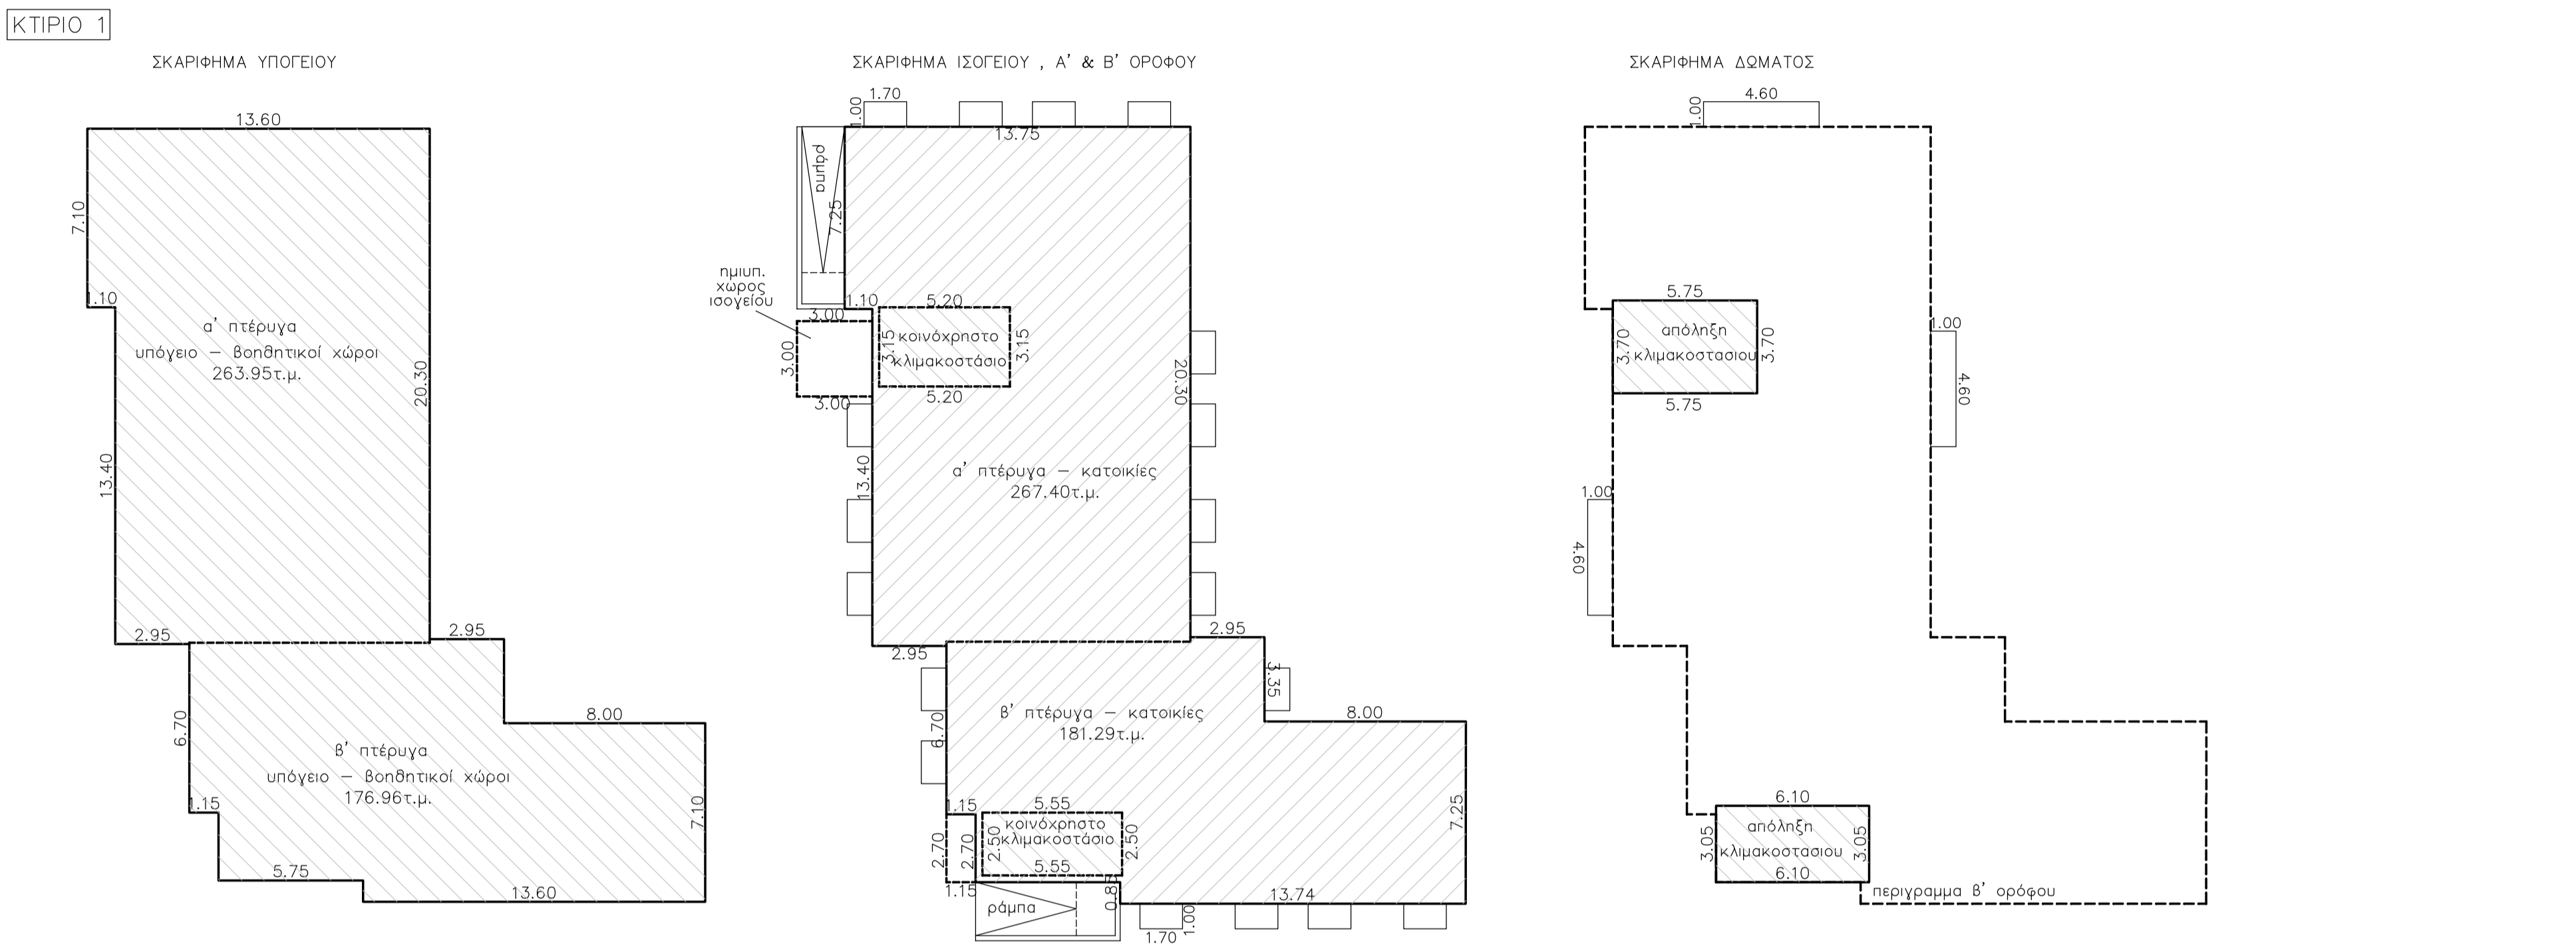 ΚΤΙΡΙΟ 1
ΣΚΑΡΙΦΗΜΑ ΥΠΟΓΕΙΟΥ
13.60
7.10
1.10
α' πτέρυγα
υπόγειο – βοηθητικοί χώροι
263.95τ.μ.
20.30
13.40
2.95
2.95
8.00
6.70
β' πτέρυγα
υπόγειο – βοηθητικοί χώροι
176.96τ.μ.
7.10
1.15
5.75
13.60
ΣΚΑΡΙΦΗΜΑ ΙΣΟΓΕΙΟΥ , Α' & Β' ΟΡΟΦΟΥ
1.00
1.70
13.75
ράμπα
7.25
ημιυπ.
χωρος
ισογείου
1.10
5.20
3.00
3.00
3.15
κοινόχρηστο
κλιμακοστάσιο
3.15
3.00
5.20
20.30
13.40
α' πτέρυγα – κατοικίες
267.40τ.μ.
2.95
2.95
3.35
8.00
6.70
β' πτέρυγα – κατοικίες
181.29τ.μ.
7.25
1.15
5.55
2.70
2.70
2.50
κοινόχρηστο
κλιμακοστάσιο
2.50
5.55
1.15
0.85
13.74
ράμπα
1.70
1.00
ΣΚΑΡΙΦΗΜΑ ΔΩΜΑΤΟΣ
1.00
4.60
5.75
3.70
απόληξη
κλιμακοστασιου
3.70
5.75
1.00
4.60
1.00
4.60
6.10
3.05
απόληξη
κλιμακοστασιου
3.05
6.10
περιγραμμα β' ορόφου